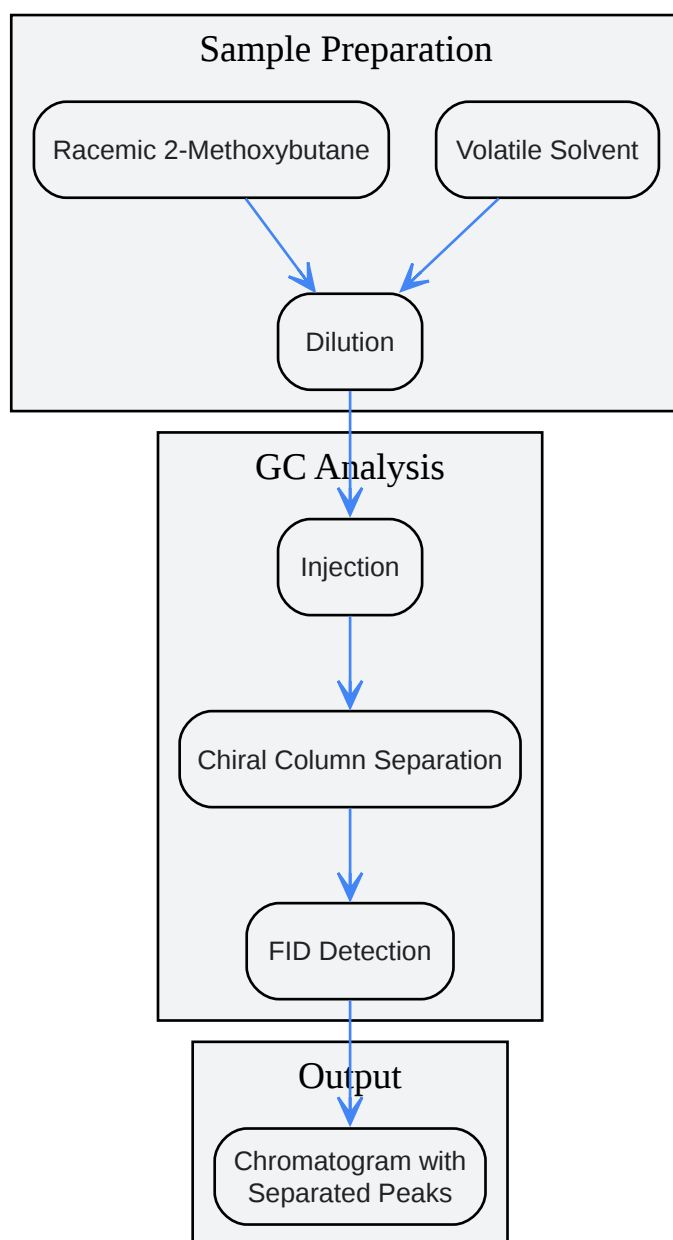 Sample Preparation
Racemic 2-Methoxybutane
Volatile Solvent
Dilution
GC Analysis
Injection
Chiral Column Separation
FID Detection
Output
Chromatogram with
Separated Peaks